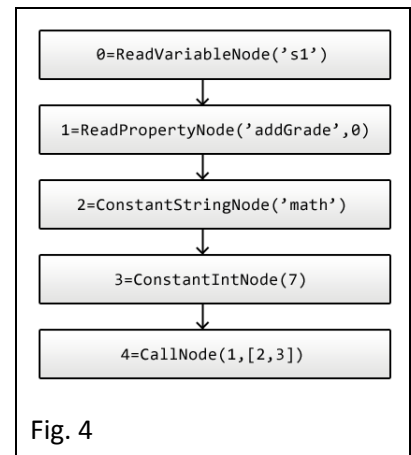 0=ReadVariableNode(’s1’)
1=ReadPropertyNode(’addGrade’,0)
2=ConstantStringNode(’math’)
3=ConstantIntNode(7)
4=CallNode(1,[2,3])
Fig. 4